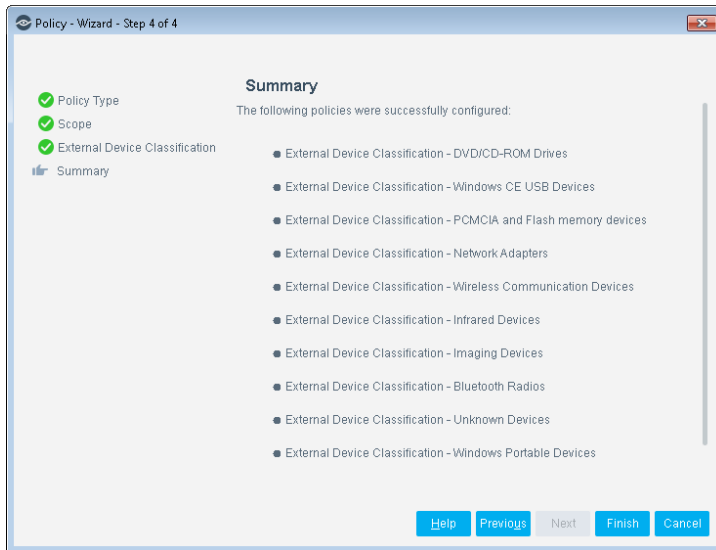 Policy - Wizard - Step 4 of 4
Policy Type
Scope
External Device Classification
Summary
Summary
The following policies were successfully configured:
External Device Classification - DVD/CD-ROM Drives
External Device Classification - Windows CE USB Devices
External Device Classification - PCMCIA and Flash memory devices
External Device Classification - Network Adapters
External Device Classification - Wireless Communication Devices
External Device Classification - Infrared Devices
External Device Classification - Imaging Devices
External Device Classification - Bluetooth Radios
External Device Classification - Unknown Devices
External Device Classification - Windows Portable Devices
Help
Previous
Next
Finish
Cancel